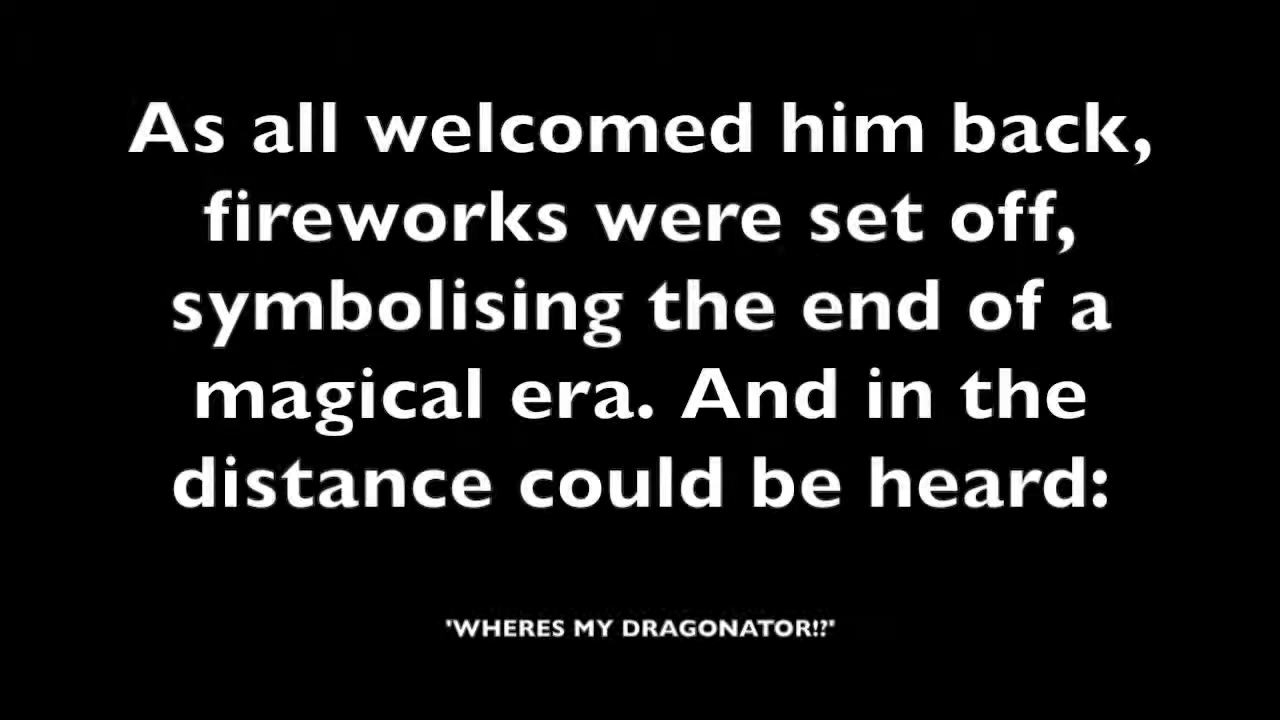 As all welcomed him back,
fireworks were set off,
symbolising the end of a
magical era. And in the
distance could be heard:
'WHERES MY DRAGONATOR!?'